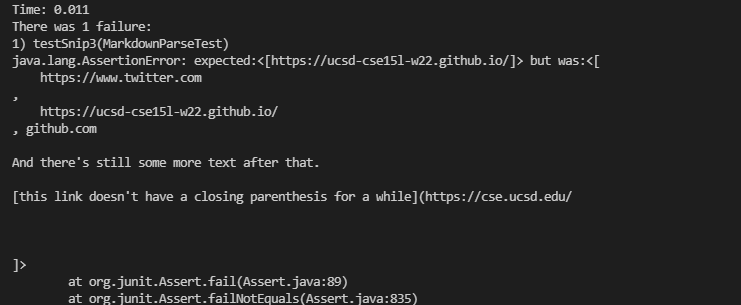 Time: 0.011
There was 1 failure:
1) testSnip3(MarkdownParseTest)
java.lang.AssertionError: expected:<[https://ucsd-cse15l-w22.github.io/]> but was:<[
    https://www.twitter.com
,
    https://ucsd-cse15l-w22.github.io/
, github.com

And there's still some more text after that.

[this link doesn't have a closing parenthesis for a while](https://cse.ucsd.edu/



]>
        at org.junit.Assert.fail(Assert.java:89)
        at org.junit.Assert.failNotEquals(Assert.java:835)